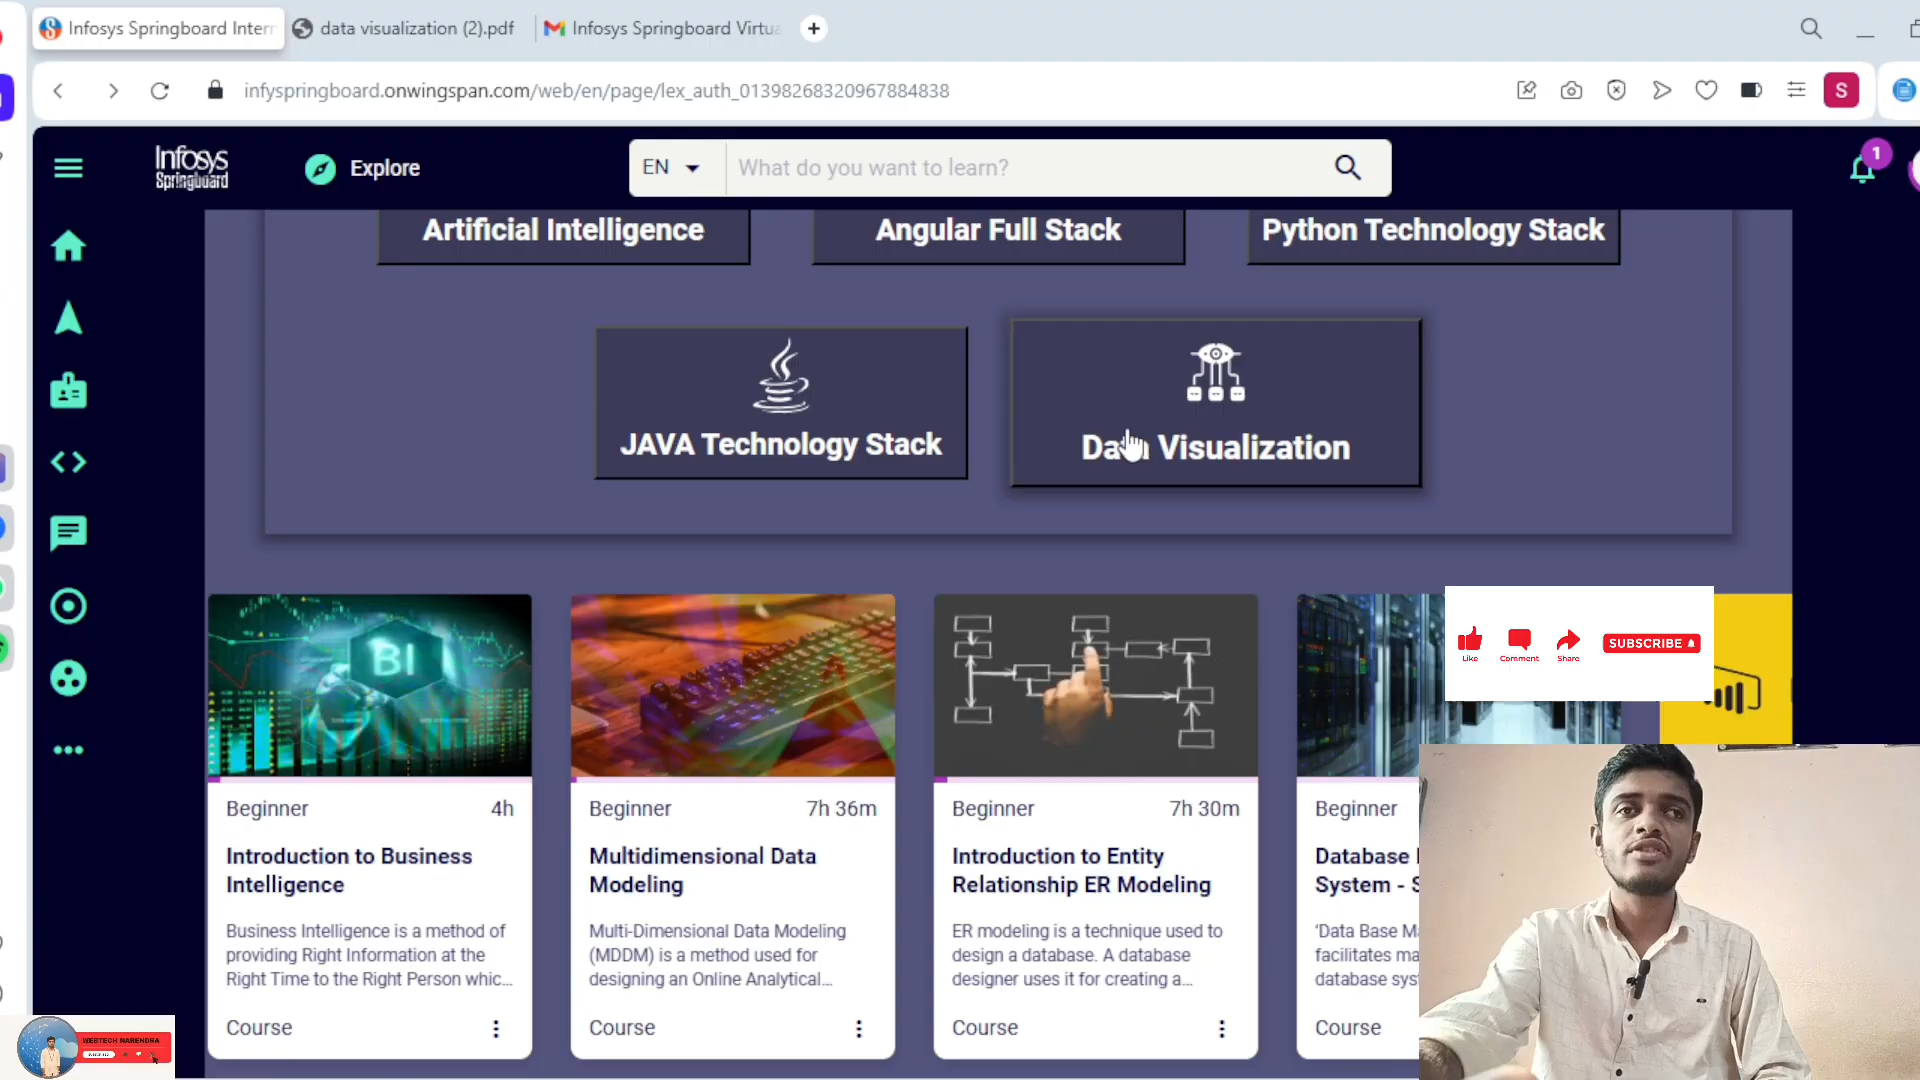 Infosys Springboard Intern
data visualization (2).pdf
Infosys Springboard Virtua
infyspringboard.onwingspan.com/web/en/page/lex_auth_01398268320967884838
S
Infosys
Springboard
Explore
EN
What do you want to learn?
1
Artificial Intelligence
Angular Full Stack
Python Technology Stack
JAVA Technology Stack
Data Visualization
BI
Like
Comment
Share
SUBSCRIBE
Beginner 4h
Introduction to Business
Intelligence
Business Intelligence is a method of
providing Right Information at the
Right Time to the Right Person whic...
Course
Beginner 7h 36m
Multidimensional Data
Modeling
Multi-Dimensional Data Modeling
(MDDM) is a method used for
designing an Online Analytical...
Course
Beginner 7h 30m
Introduction to Entity
Relationship ER Modeling
ER modeling is a technique used to
design a database. A database
designer uses it for creating a...
Course
Beginner
Database
System - S
'Data Base Ma
facilitates ma
database sys
Course
WEBTECH NARENDRA